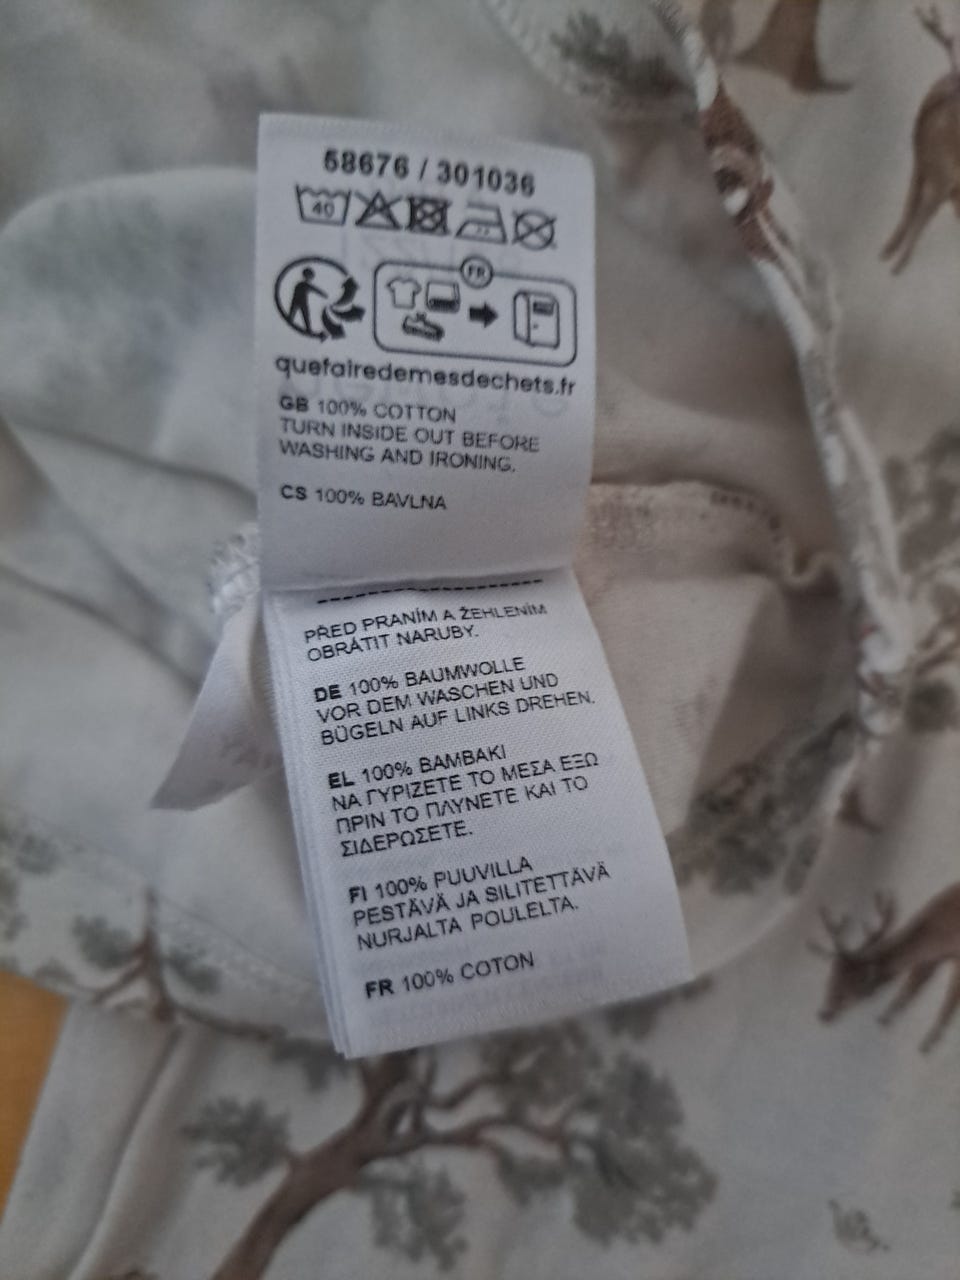 58676 / 301036
40
FR
quefairedemesdechets.fr
GB 100% COTTON
TURN INSIDE OUT BEFORE
WASHING AND IRONING.
CS 100% BAVLNA
PŘED PRANÍM A ŽEHLENÍM
OBRÁTIT NARUBY.
DE 100% BAUMWOLLE
VOR DEM WASCHEN UND
BÜGELN AUF LINKS DREHEN.
EL 100% ΒΑΜΒΑΚΙ
ΝΑ ΓΥΡΙΖΕΤΕ ΤΟ ΜΕΣΑ ΕΞΩ
ΠΡΙΝ ΤΟ ΠΛΥΝΕΤΕ ΚΑΙ ΤΟ
ΣΙΔΕΡΩΣΕΤΕ.
FI 100% PUUVILLA
PESTÄVÄ JA SILITETTÄVÄ
NURJALTA POULELTA.
FR 100% COTON